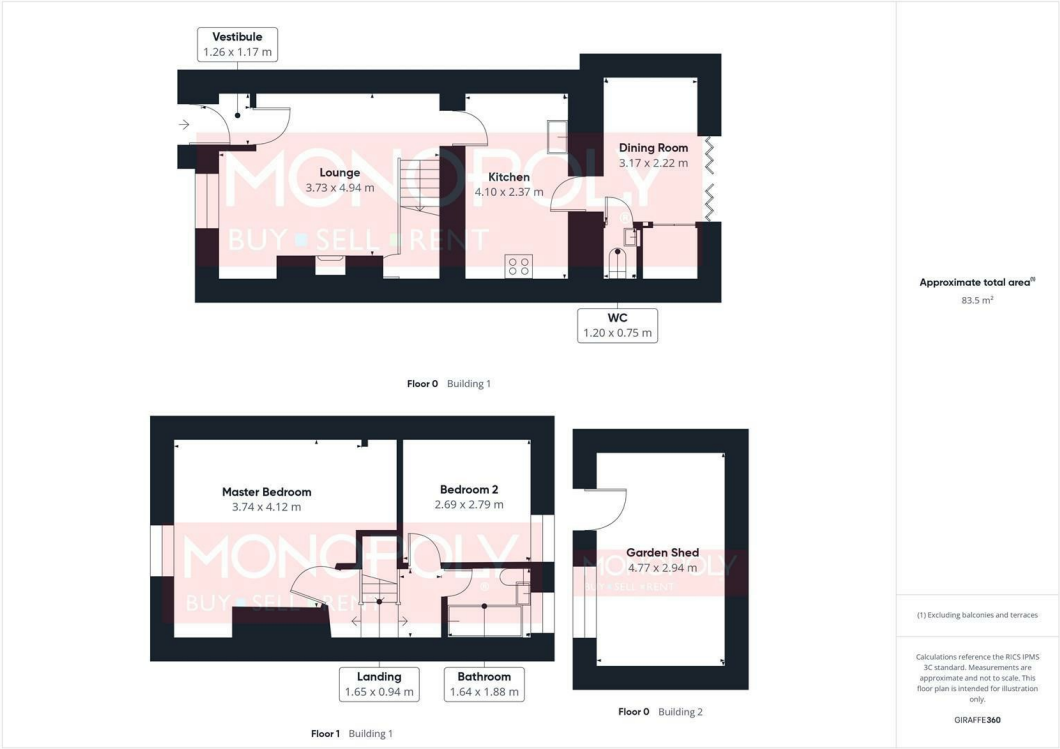 Vestibule
1.26 x 1.17 m
Lounge
3.73 x 4.94 m
Kitchen
4.10 x 2.37 m
Dining Room
3.17 x 2.22 m
MONOPOLY
®
BUY SELL RENT
WC
1.20 x 0.75 m
Floor 0 Building 1
Approximate total area(1)
83.5 m²
Master Bedroom
3.74 x 4.12 m
Bedroom 2
2.69 x 2.79 m
MONOPOLY
®
BUY SELL RENT
Landing
1.65 x 0.94 m
Bathroom
1.64 x 1.88 m
Floor 1 Building 1
Garden Shed
4.77 x 2.94 m
MONOPOLY
BUY SELL RENT
Floor 0 Building 2
(1) Excluding balconies and terraces
Calculations reference the RICS IPMS
3C standard. Measurements are
approximate and not to scale. This
floor plan is intended for illustration
only.
GIRAFFE360